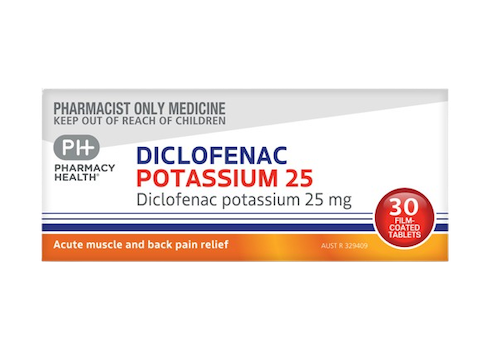 PHARMACIST ONLY MEDICINE
KEEP OUT OF REACH OF CHILDREN
PH
PHARMACY
HEALTH®
DICLOFENAC
POTASSIUM 25
Diclofenac potassium 25 mg
30
FILM-
COATED
TABLETS
Acute muscle and back pain relief
AUST R 329409